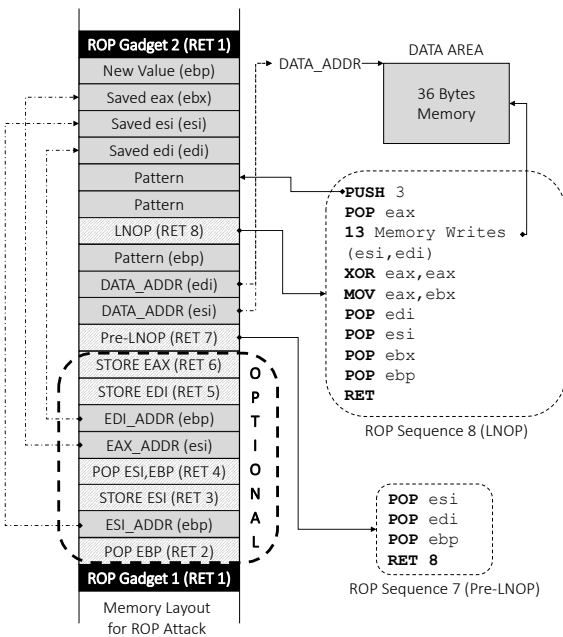 ROP Gadget 2 (RET 1)
New Value (ebp)
Saved eax (ebx)
Saved esi (esi)
Saved edi (edi)
Pattern
Pattern
LNOP (RET 8)
Pattern (ebp)
DATA_ADDR (edi)
DATA_ADDR (esi)
Pre-LNOP (RET 7)
STORE EAX (RET 6)
STORE EDI (RET 5)
EDI_ADDR (ebp)
EAX_ADDR (esi)
POP ESI,EBP (RET 4)
STORE ESI (RET 3)
ESI_ADDR (ebp)
POP EBP (RET 2)
OPTIONAL
ROP Gadget 1 (RET 1)
Memory Layout
for ROP Attack
DATA_ADDR
DATA AREA
36 Bytes
Memory
PUSH 3
POP eax
13 Memory Writes
(esi,edi)
XOR eax,eax
MOV eax,ebx
POP edi
POP esi
POP ebx
POP ebp
RET
ROP Sequence 8 (LNOP)
POP esi
POP edi
POP ebp
RET 8
ROP Sequence 7 (Pre-LNOP)